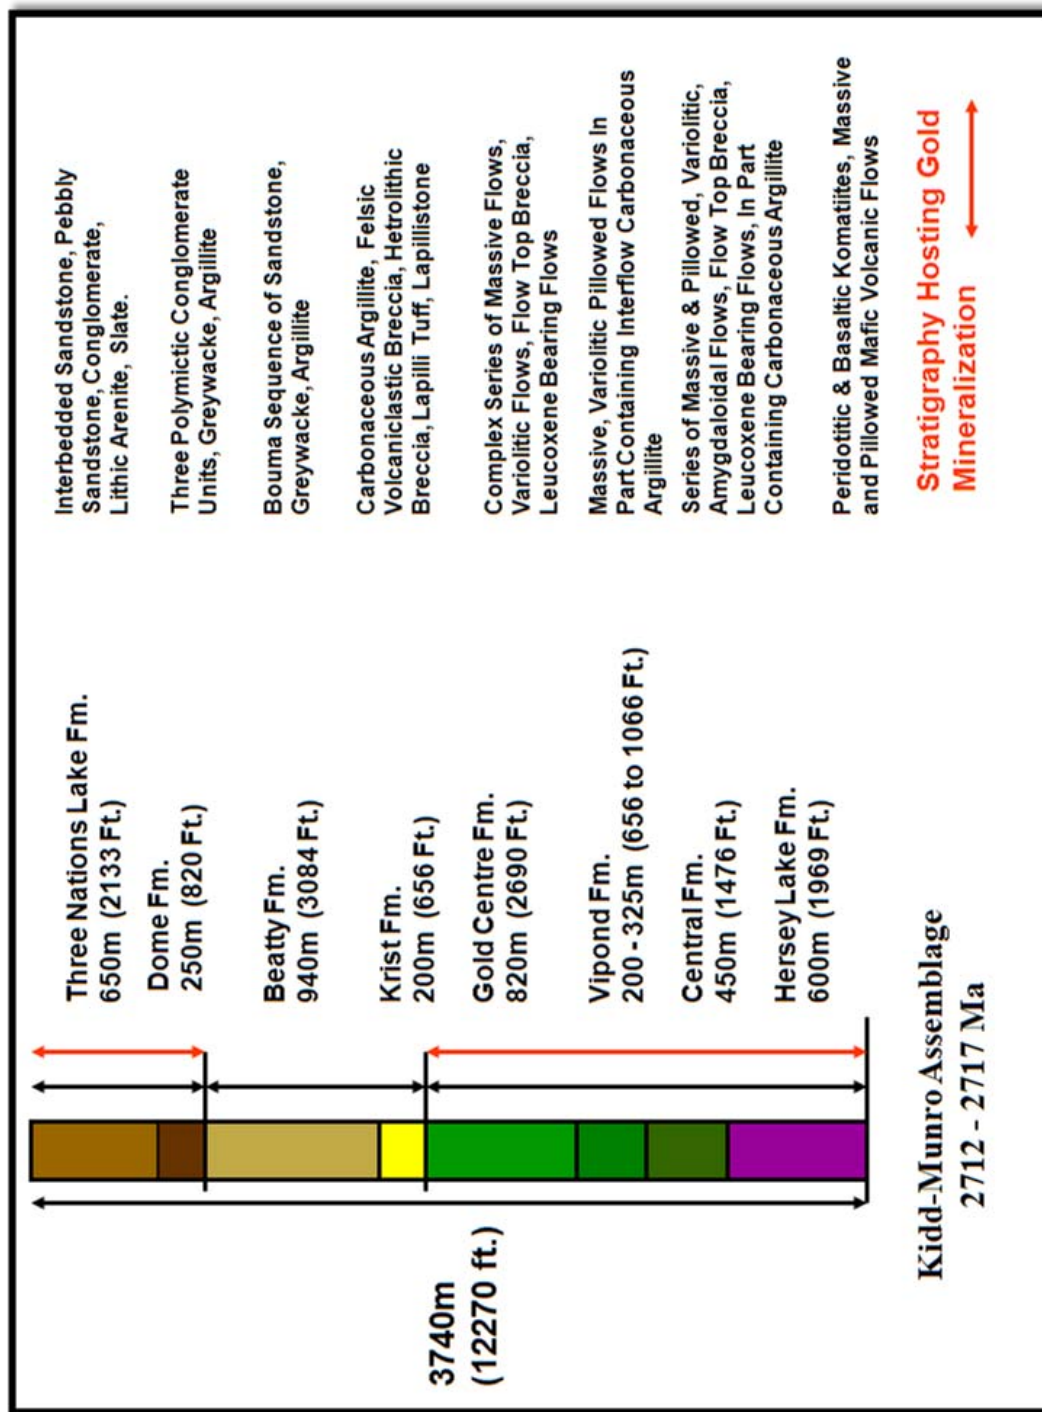 3740m
(12270 ft.)
Three Nations Lake Fm.
650m (2133 Ft.)
Dome Fm.
250m (820 Ft.)
Beatty Fm.
940m (3084 Ft.)
Krist Fm.
200m (656 Ft.)
Gold Centre Fm.
820m (2690 Ft.)
Vipond Fm.
200 - 325m (656 to 1066 Ft.)
Central Fm.
450m (1476 Ft.)
Hersey Lake Fm.
600m (1969 Ft.)
Interbedded Sandstone, Pebbly
Sandstone, Conglomerate,
Lithic Arenite, Slate.
Three Polymictic Conglomerate
Units, Greywacke, Argillite
Bouma Sequence of Sandstone,
Greywacke, Argillite
Carbonaceous Argillite, Felsic
Volcaniclastic Breccia, Hetrolithic
Breccia, Lapilli Tuff, Lapillistone
Complex Series of Massive Flows,
Variolitic Flows, Flow Top Breccia,
Leucoxene Bearing Flows
Massive, Variolitic Pillowed Flows In
Part Containing Interflow Carbonaceous
Argillite
Series of Massive & Pillowed, Variolitic,
Amygdaloidal Flows, Flow Top Breccia,
Leucoxene Bearing Flows, In Part
Containing Carbonaceous Argillite
Peridotitic & Basaltic Komatiites, Massive
and Pillowed Mafic Volcanic Flows
Kidd-Munro Assemblage
2712 - 2717 Ma
Stratigraphy Hosting Gold
Mineralization